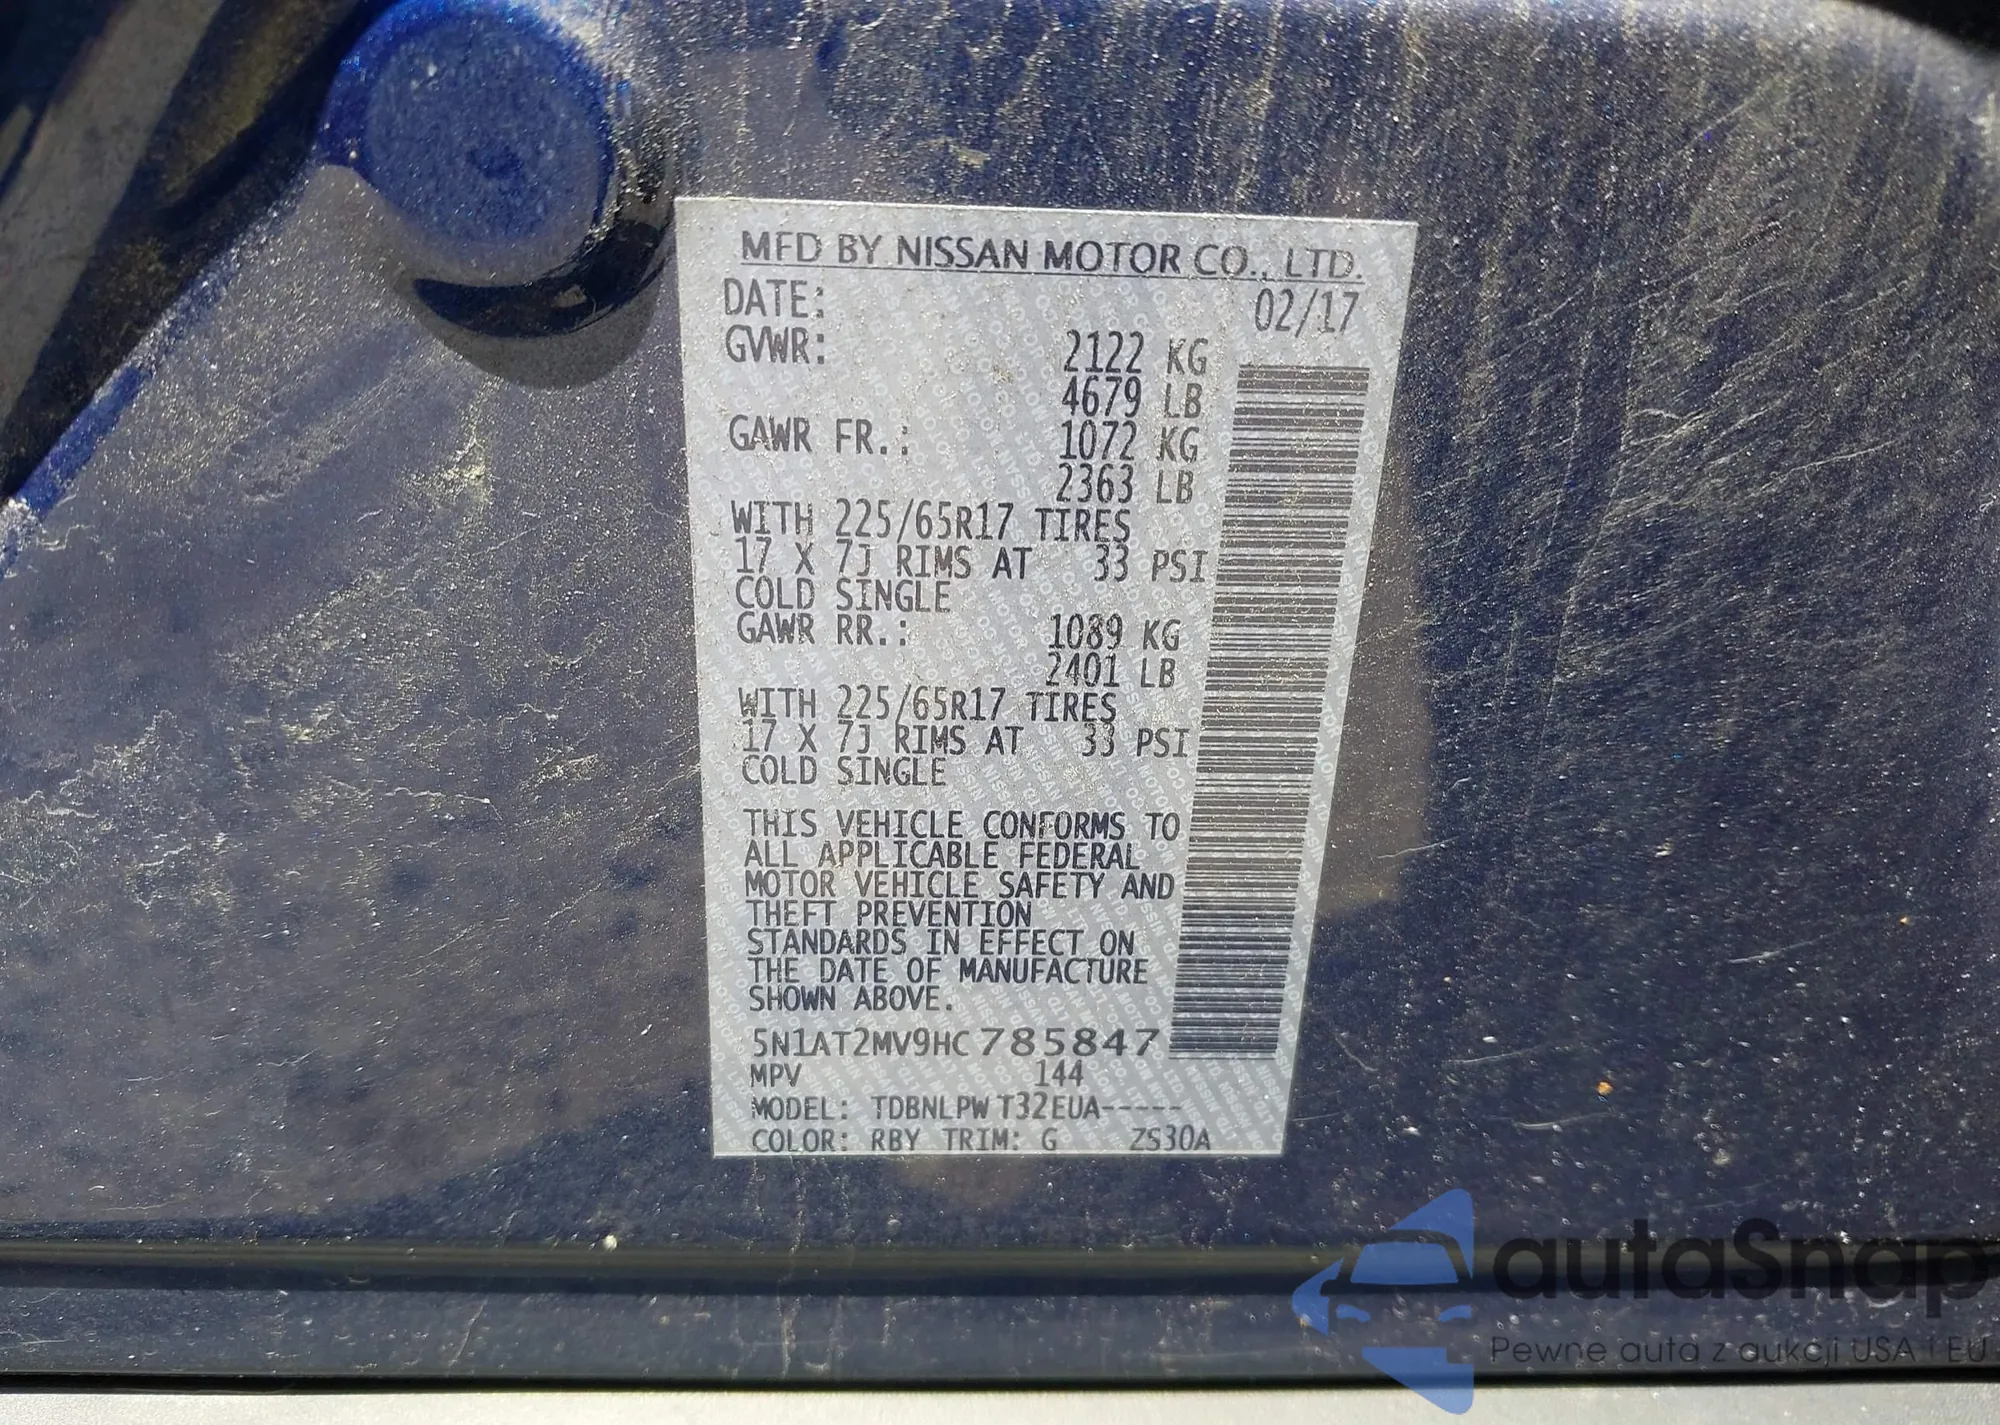 MFD BY NISSAN MOTOR CO., LTD.
DATE: 02/17
GVWR: 2122 KG
4679 LB
GAWR FR.: 1072 KG
2363 LB
WITH 225/65R17 TIRES
17 X 7J RIMS AT 33 PSI
COLD SINGLE
GAWR RR.: 1089 KG
2401 LB
WITH 225/65R17 TIRES
17 X 7J RIMS AT 33 PSI
COLD SINGLE
THIS VEHICLE CONFORMS TO
ALL APPLICABLE FEDERAL
MOTOR VEHICLE SAFETY AND
THEFT PREVENTION
STANDARDS IN EFFECT ON
THE DATE OF MANUFACTURE
SHOWN ABOVE.
5N1AT2MV9HC785847
MPV 144
MODEL: TDBNLPW T32EUA-----
COLOR: RBY TRIM: G ZS30A
autaSnap
Pewne auta z aukcji USA i EU